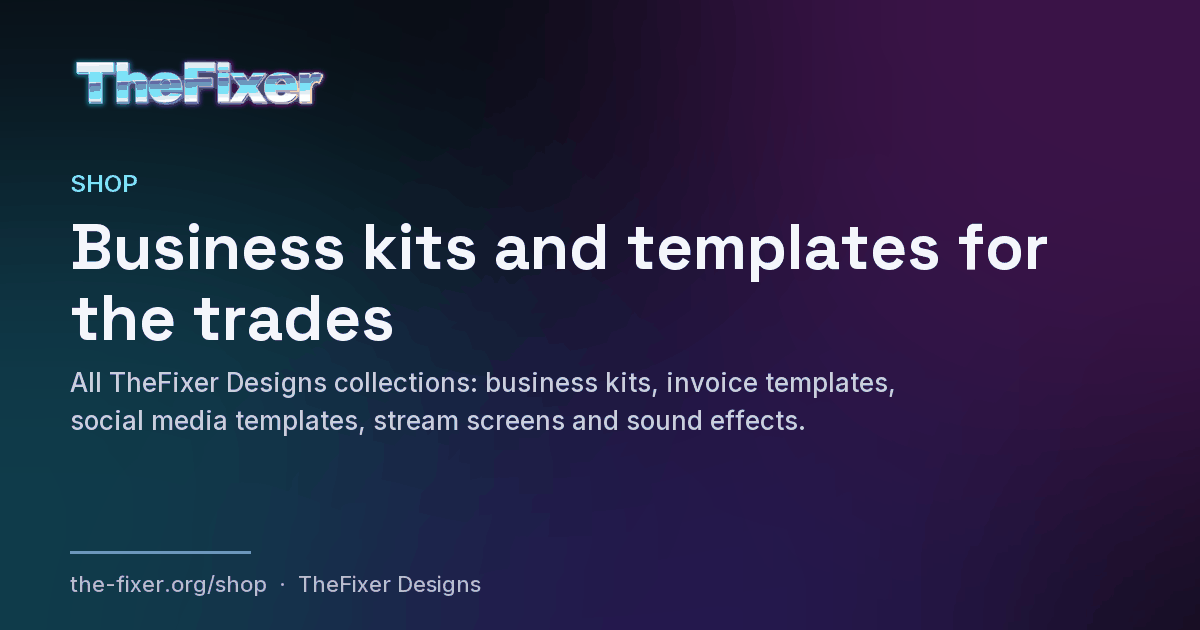 TheFixer
SHOP
Business kits and templates for
the trades
All TheFixer Designs collections: business kits, invoice templates,
social media templates, stream screens and sound effects.
the-fixer.org/shop · TheFixer Designs